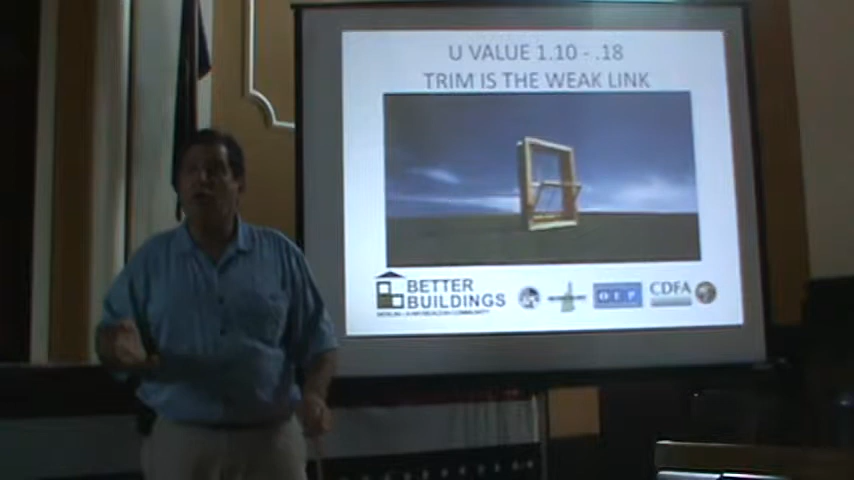 U VALUE 1.10 - .18
TRIM IS THE WEAK LINK
BETTER
BUILDINGS
CDFA